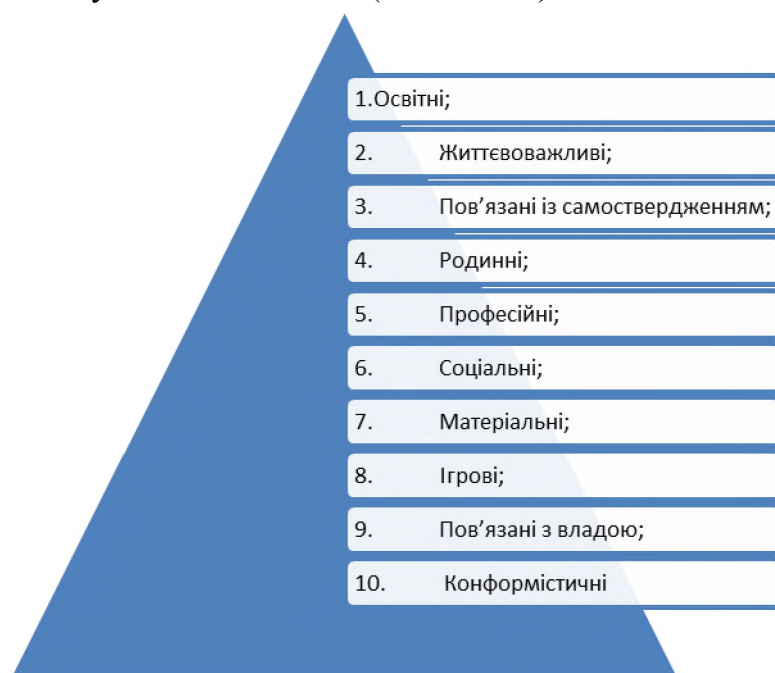 1.Освітні;
2. Життєвоважливі;
3. Пов’язані із самоствердженням;
4. Родинні;
5. Професійні;
6. Соціальні;
7. Матеріальні;
8. Ігрові;
9. Пов’язані з владою;
10. Конформістичні